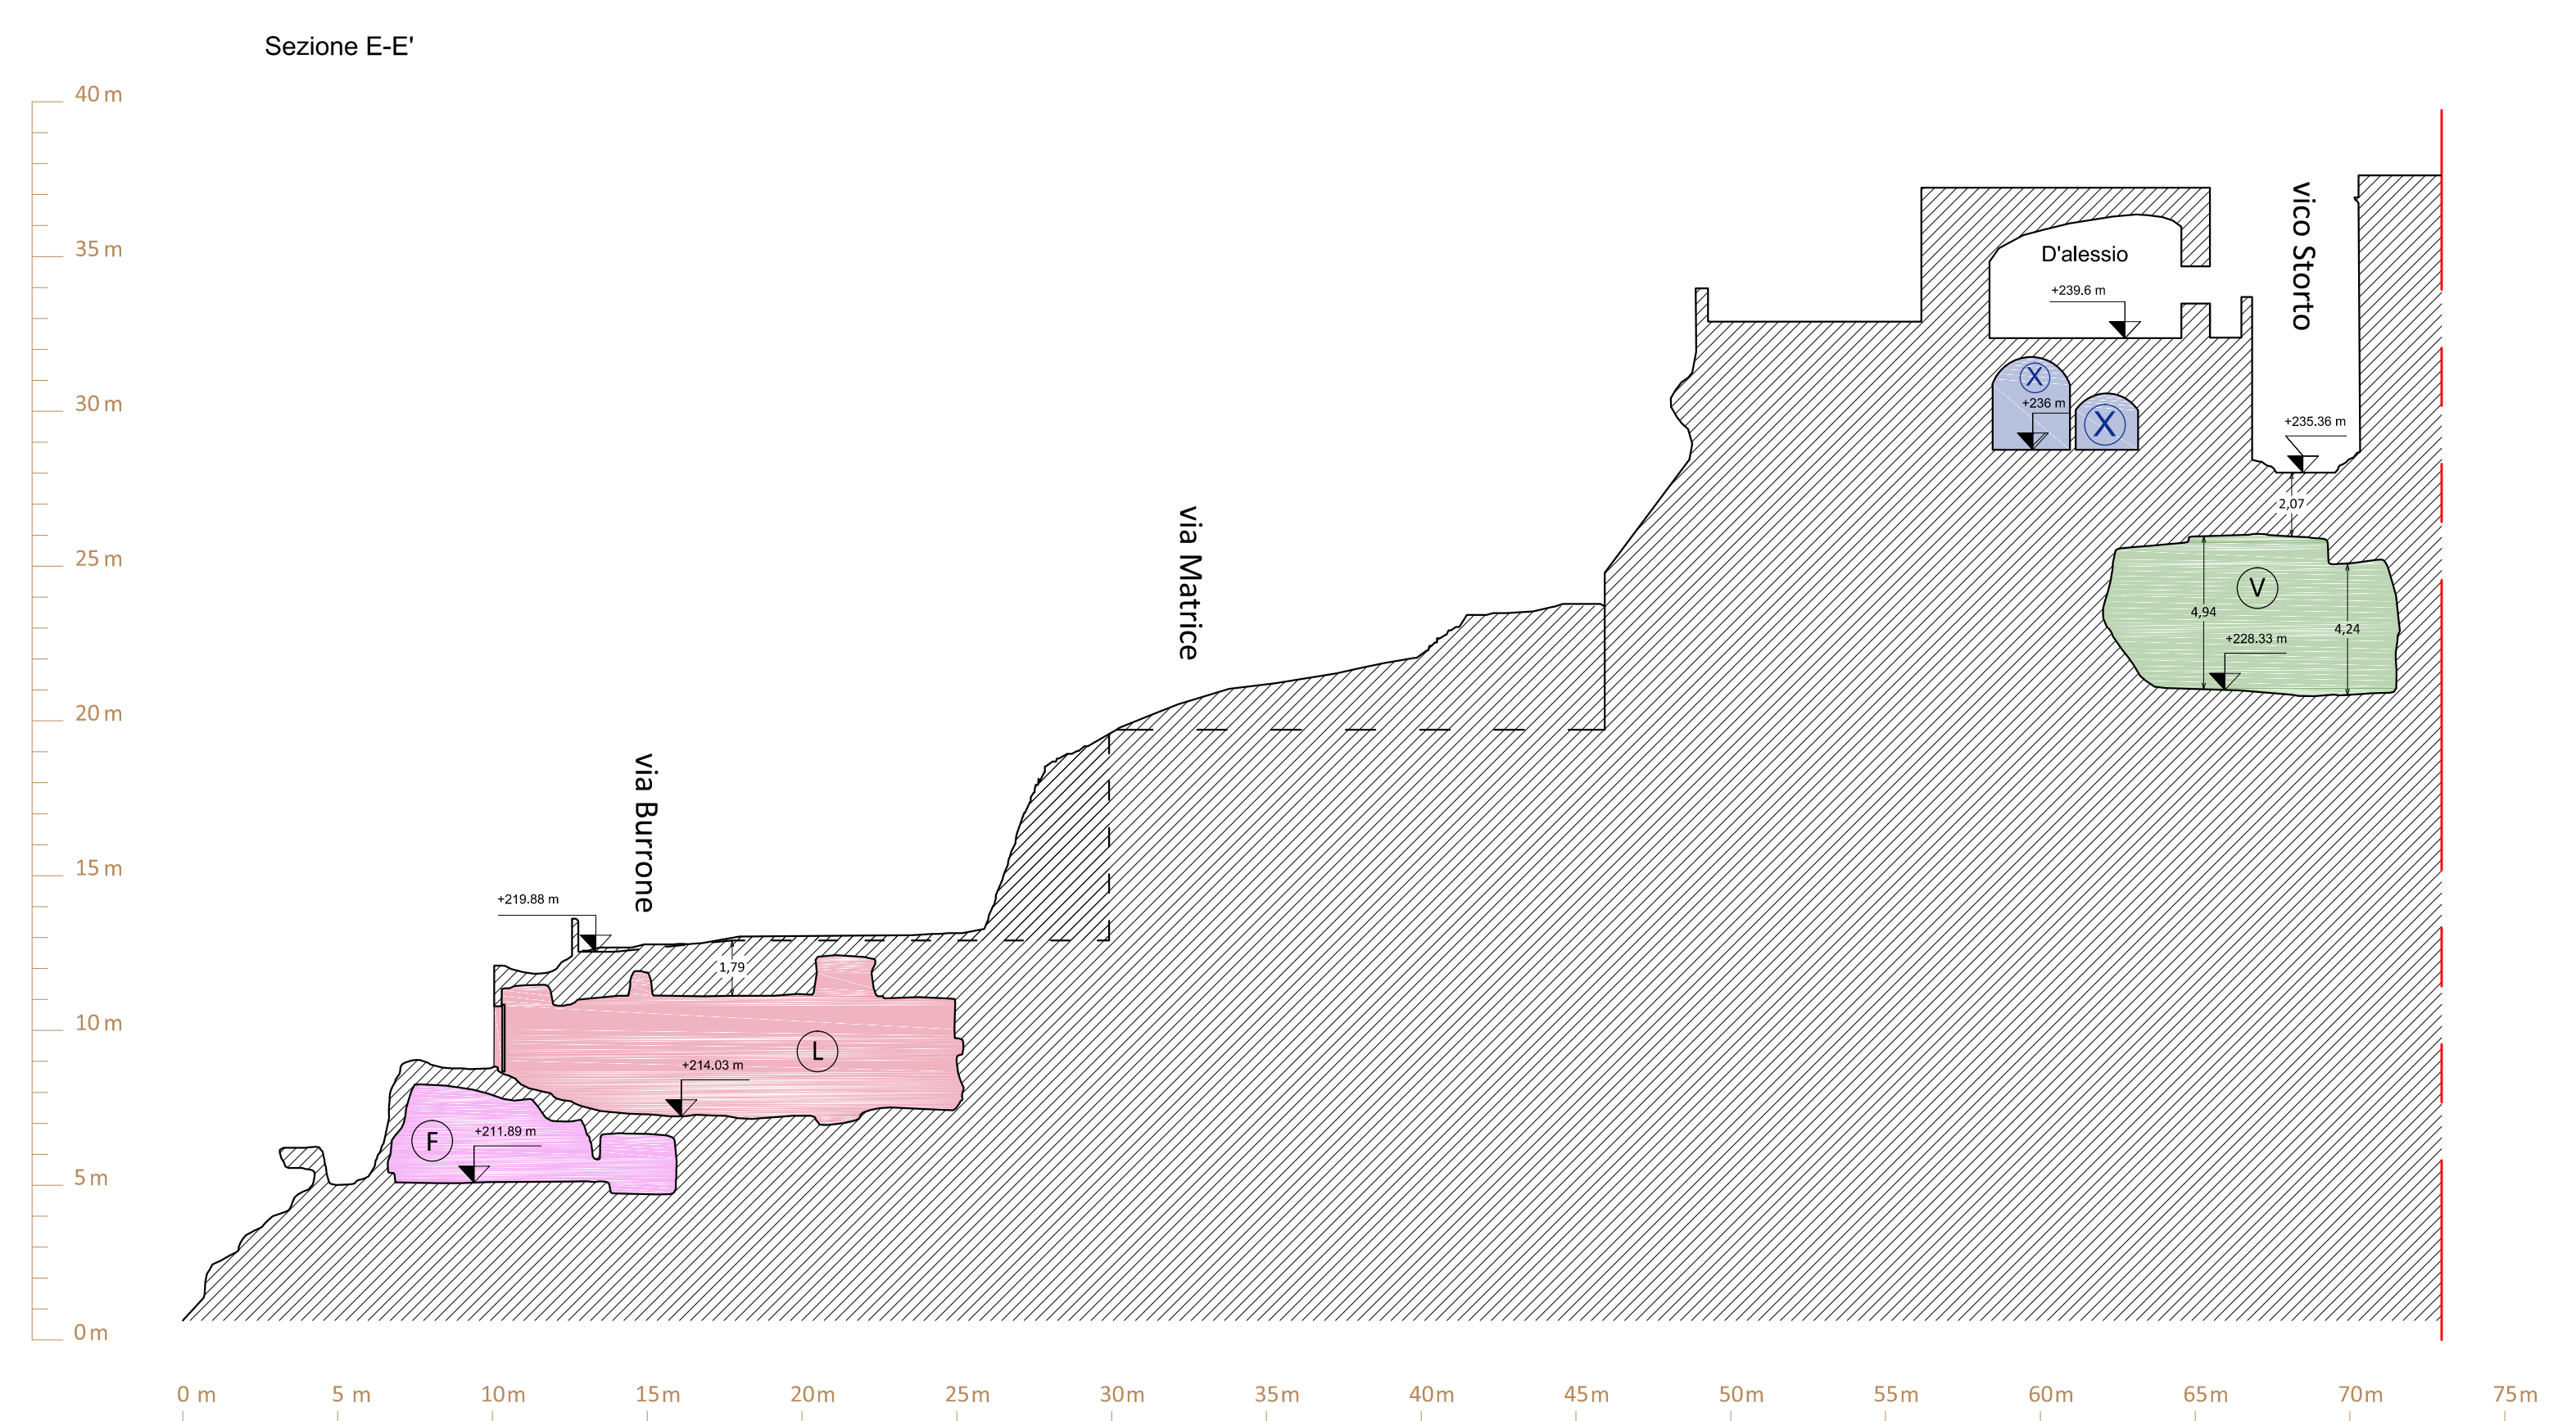 Sezione E-E'
40 m
35 m
30 m
25 m
20 m
15 m
10 m
5 m
0 m
vico Storto
D'alessio
+239.6 m
X
+236 m
X
+235.36 m
2,07
V
4,94
4,24
+228.33 m
via Matrice
via Burrone
+219.88 m
1,79
L
+214.03 m
F
+211.89 m
0 m
5 m
10m
15m
20m
25m
30m
35m
40m
45m
50m
55m
60m
65m
70m
75m